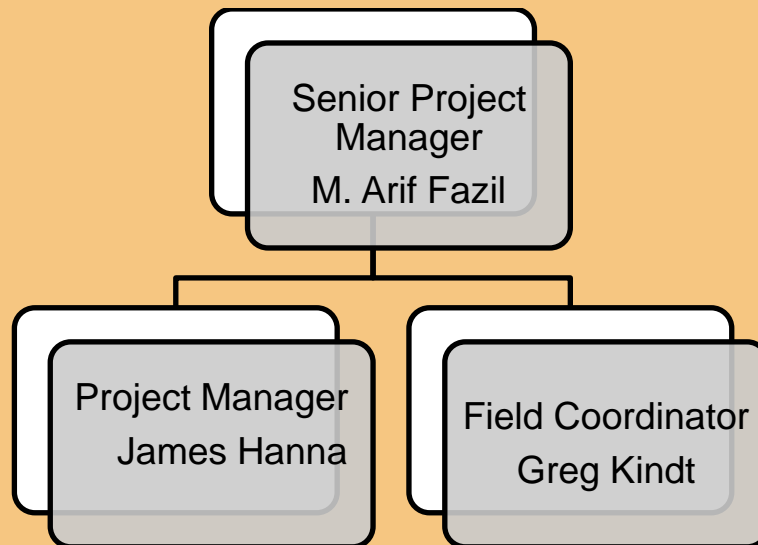 Senior Project
Manager
M. Arif Fazil
Project Manager
James Hanna
Field Coordinator
Greg Kindt